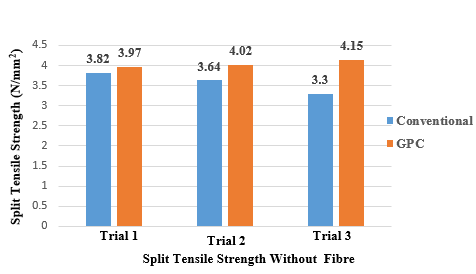 Split Tensile Strength (N/mm²)
4.5
4
3.5
3
2.5
2
1.5
1
0.5
0
3.82 3.97
3.64 4.02
3.3 4.15
Trial 1 Trial 2 Trial 3
Split Tensile Strength Without Fibre
Conventional
GPC